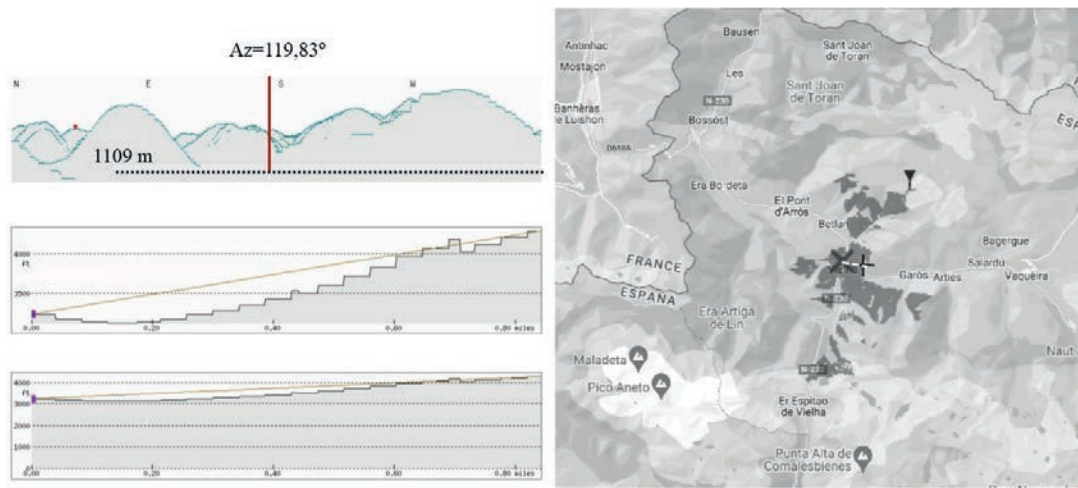 Az=119,83º
N E S W
1109 m
4000
Ft
3500
0,00 0,20 0,40 0,60 0,80 miles
4000
3000
2000
1000
0,00 0,20 0,40 0,60 0,80 miles
Bausen
Antinhac
Mostajon
Sant Joan
de Toran
Les
Sant Joan
de Toran
N-230
Banhèras
de Luishon
Bossòst
ESP
D618A
Era Bordeta
El Pont
d'Arròs
Betlan
Bagergue
FRANCE
ESPAÑA
Vielha
Garòs
Arties
Salardú
Vaquèira
N-230
Era Artiga
de Lin
Maladeta
N-230
Naut
Pico Aneto
Er Espitau
de Vielha
Punta Alta de
Comalesbienes